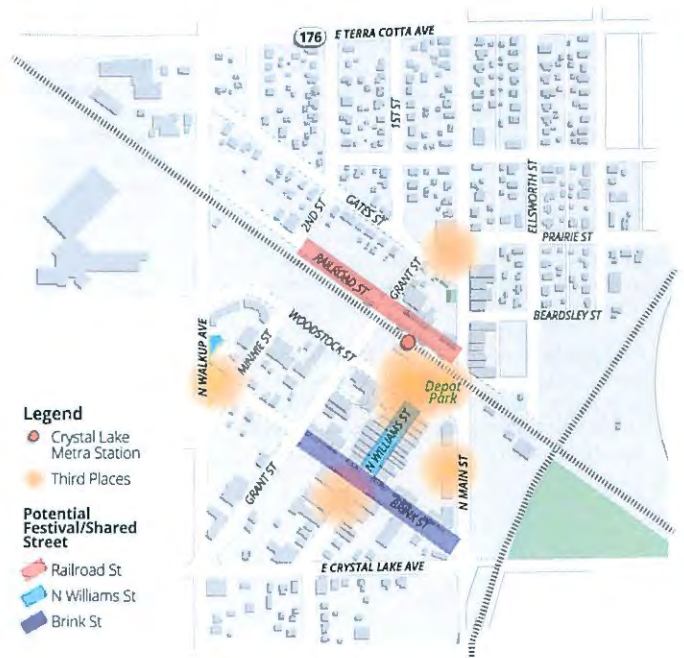 176 E TERRA COTTA AVE
1ST ST
ELLSWORTH ST
2ND ST
GATES ST
PRAIRIE ST
RAILROAD ST
GRANT ST
BEARDSLEY ST
WOODSTOCK ST
N WALKUP AVE
MINNIE ST
Depot
Park
N WILLIAMS ST
GRANT ST
N MAIN ST
BRINK ST
E CRYSTAL LAKE AVE
Legend
Crystal Lake
Metra Station
Third Places
Potential
Festival/Shared
Street
Railroad St
N Williams St
Brink St